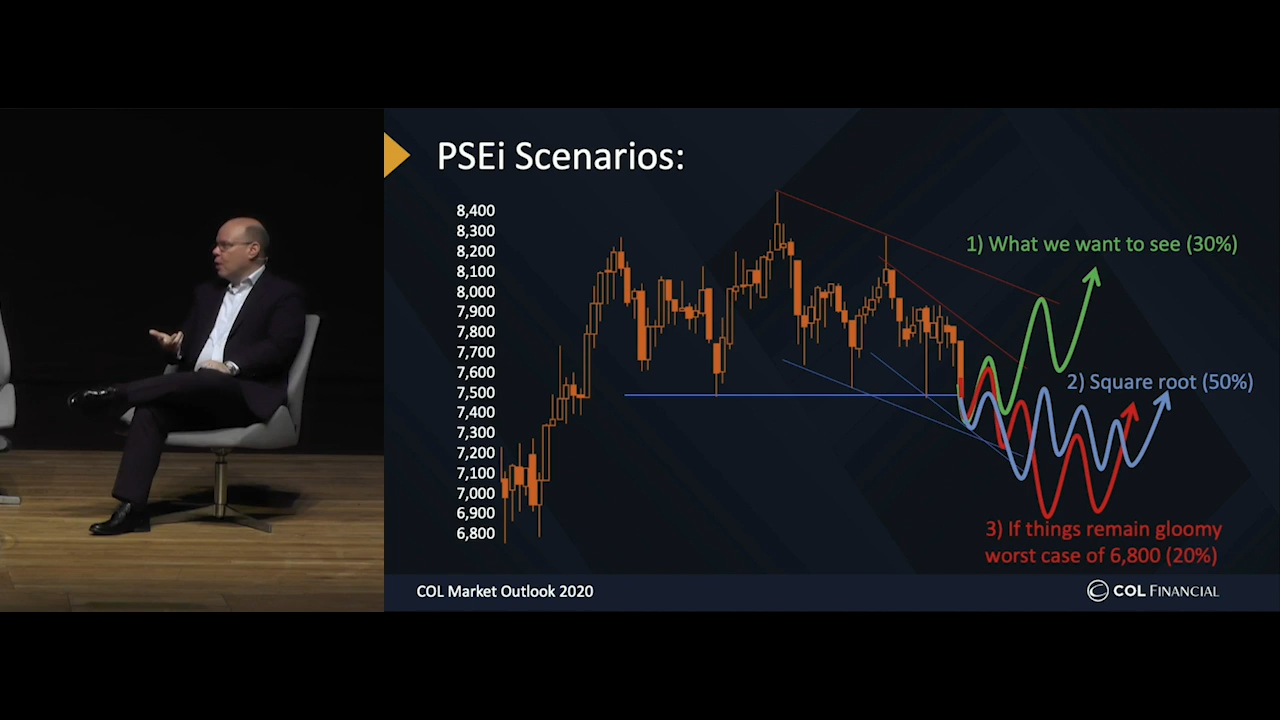 PSEi Scenarios:
8,400
8,300
8,200
8,100
8,000
7,900
7,800
7,700
7,600
7,500
7,400
7,300
7,200
7,100
7,000
6,900
6,800
1) What we want to see (30%)
2) Square root (50%)
3) If things remain gloomy
worst case of 6,800 (20%)
COL Market Outlook 2020
COL FINANCIAL